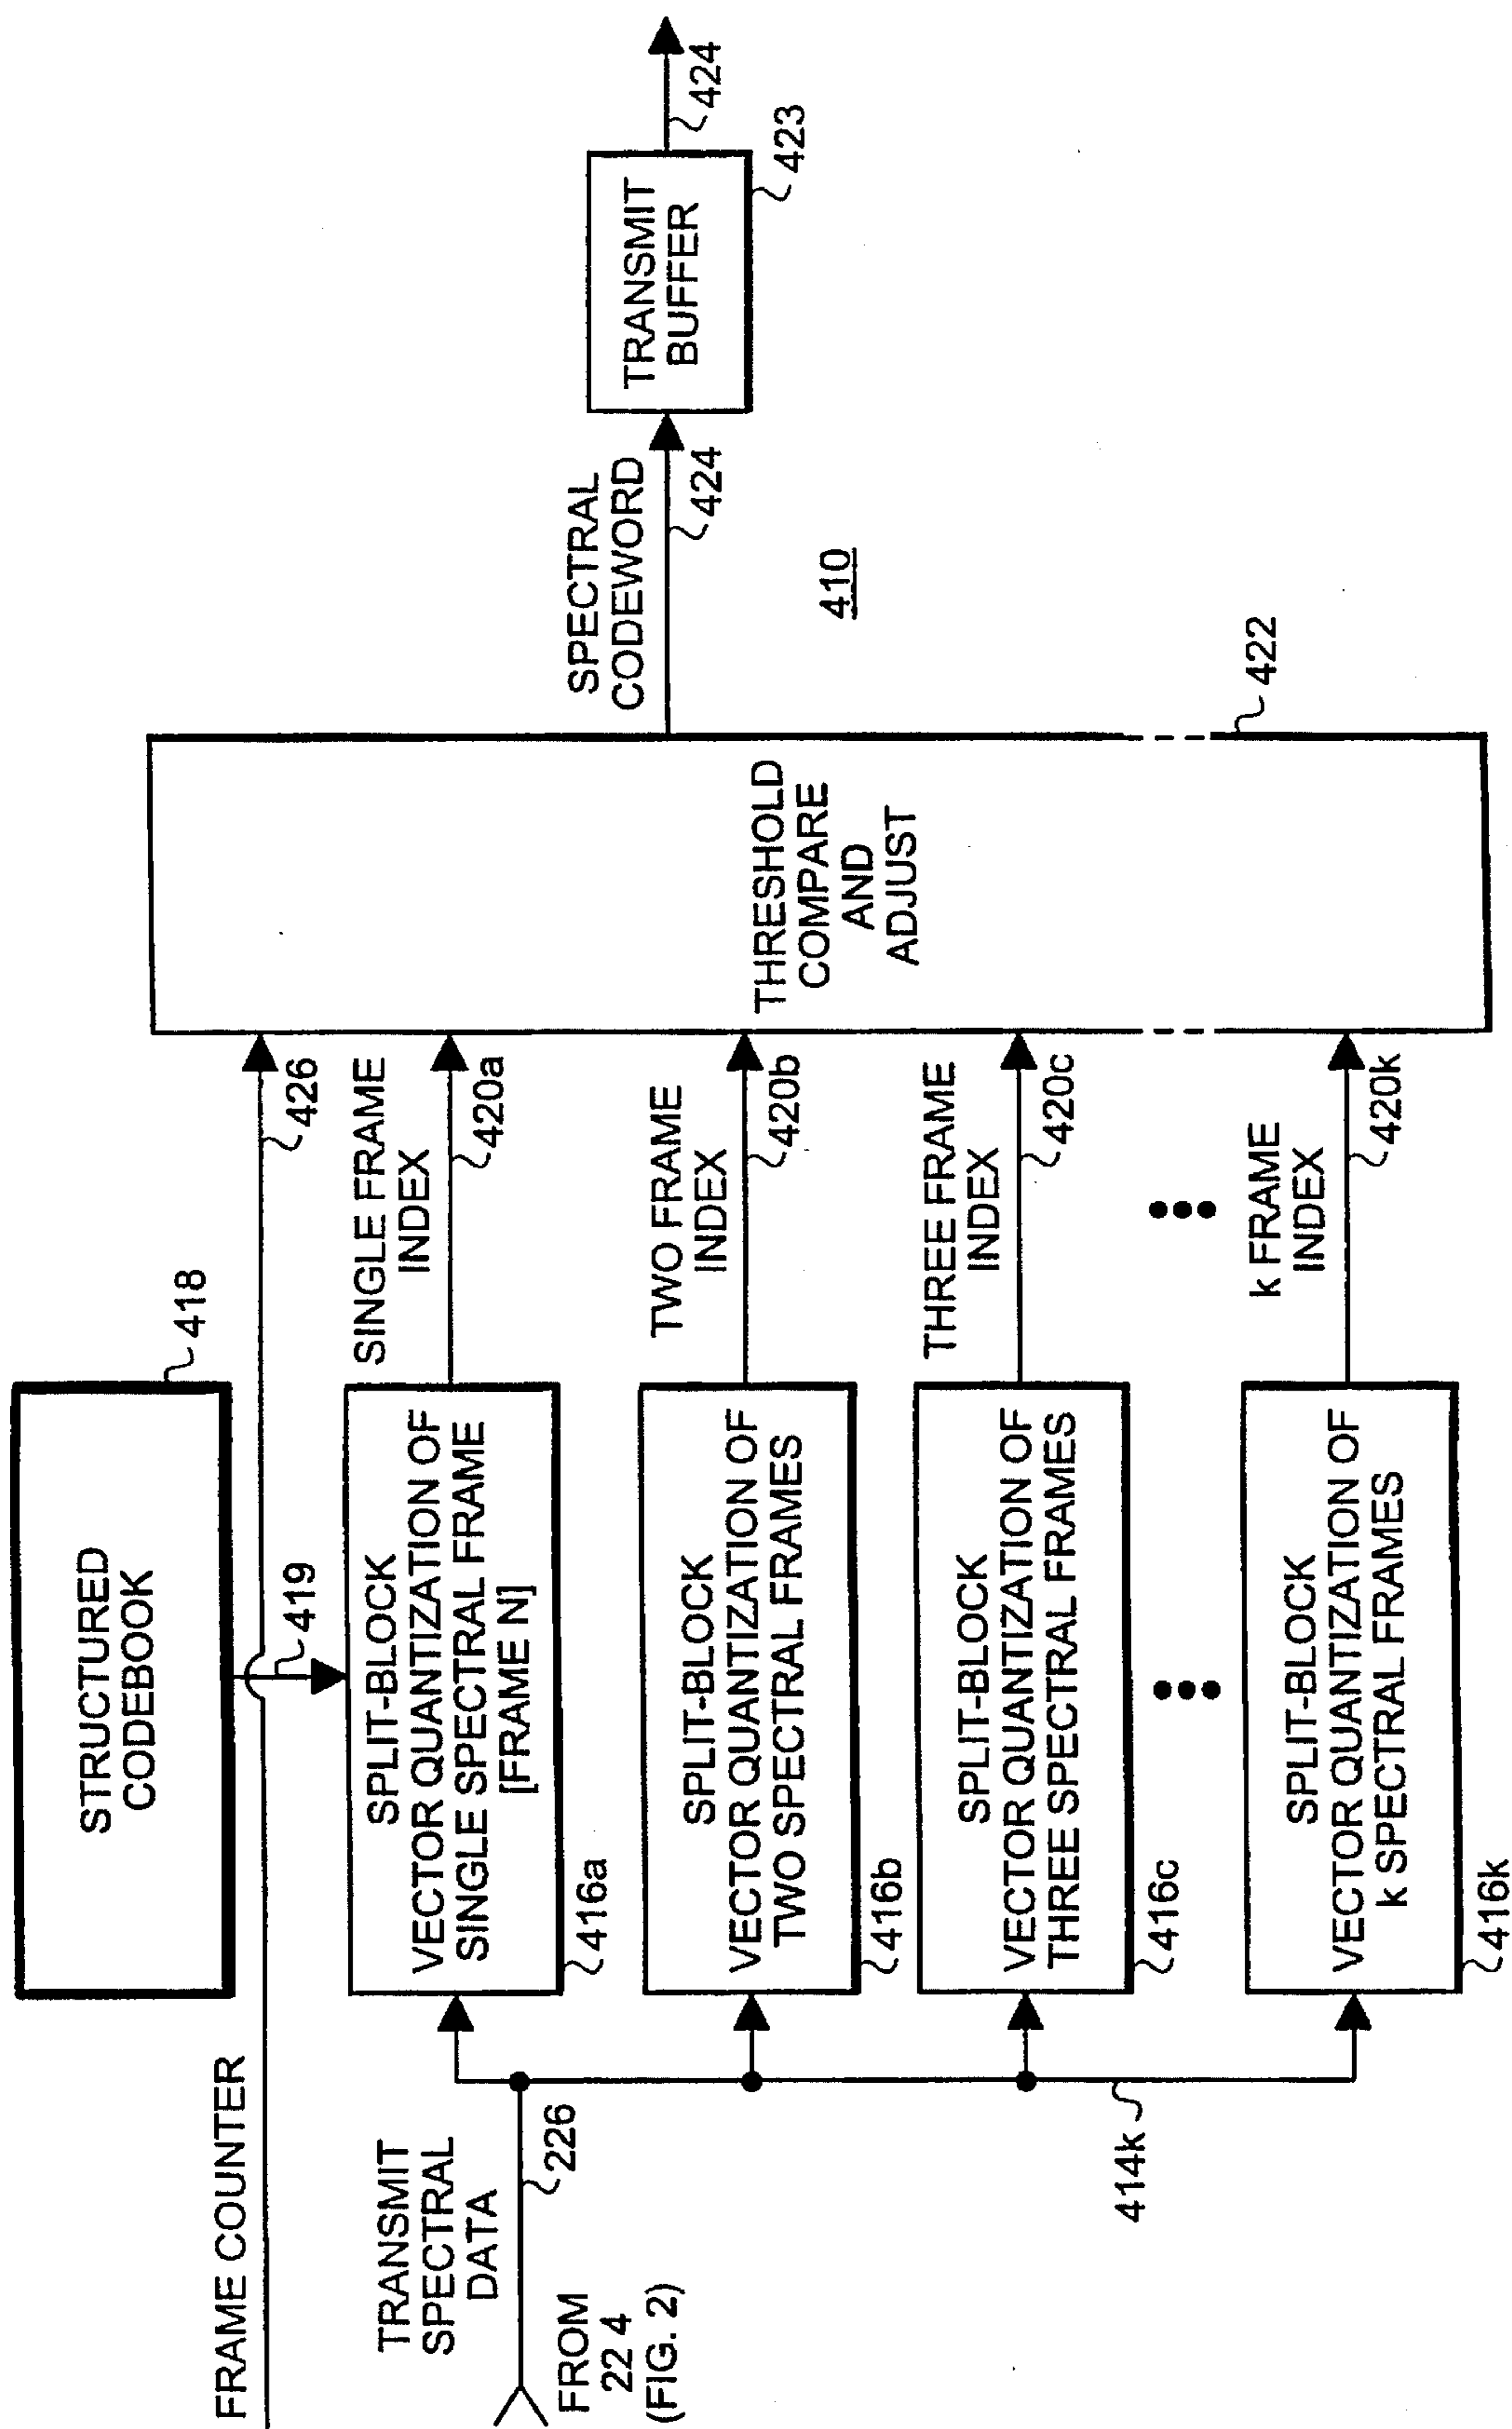 FRAME COUNTER
STRUCTURED
CODEBOOK
418
419
426
TRANSMIT
SPECTRAL
DATA
226
FROM
22 4
(FIG. 2)
414k
SPLIT-BLOCK
VECTOR QUANTIZATION OF
SINGLE SPECTRAL FRAME
[FRAME N]
416a
SINGLE FRAME
INDEX
420a
SPLIT-BLOCK
VECTOR QUANTIZATION OF
TWO SPECTRAL FRAMES
416b
TWO FRAME
INDEX
420b
SPLIT-BLOCK
VECTOR QUANTIZATION OF
THREE SPECTRAL FRAMES
416c
THREE FRAME
INDEX
420c
SPLIT-BLOCK
VECTOR QUANTIZATION OF
k SPECTRAL FRAMES
416k
k FRAME
INDEX
420k
THRESHOLD
COMPARE
AND
ADJUST
422
SPECTRAL
CODEWORD
424
410
TRANSMIT
BUFFER
423
424